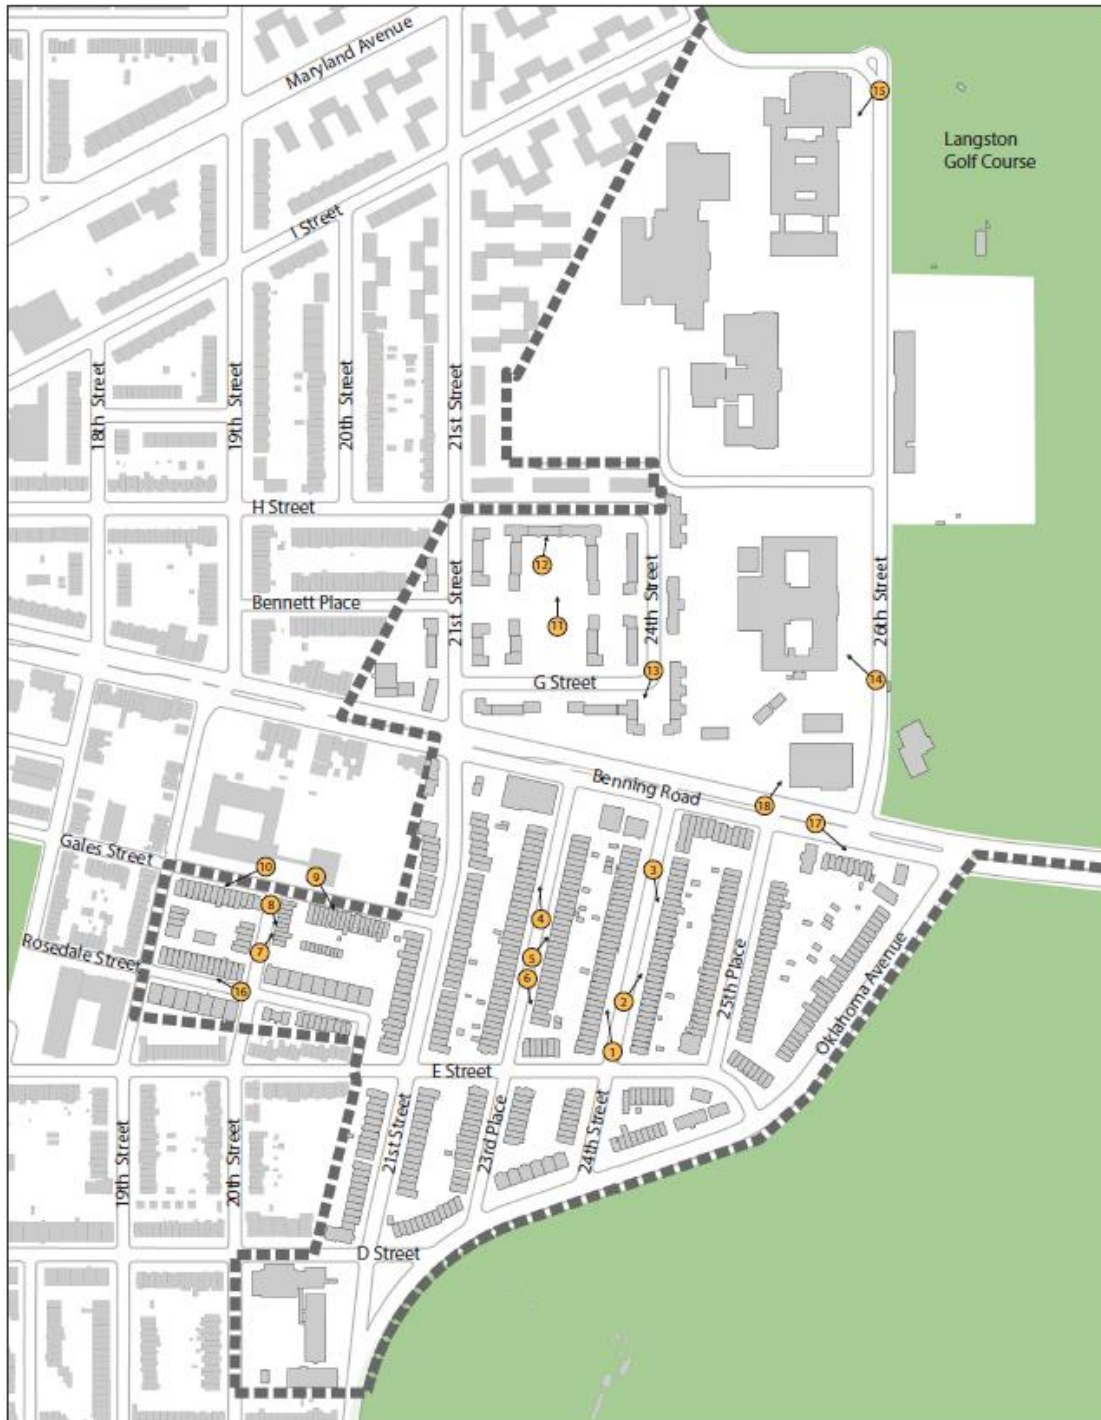 Maryland Avenue
15
Langston
Golf Course
I Street
18th Street
19th Street
20th Street
21st Street
H Street
12
Bennett Place
11
21st Street
24th Street
26th Street
13
G Street
14
Benning Road
18
17
Gales Street
10
9
3
8
4
7
5
Rosedale Street
6
16
2
25th Place
Oklahoma Avenue
1
E Street
21st Street
23rd Place
24th Street
19th Street
20th Street
D Street